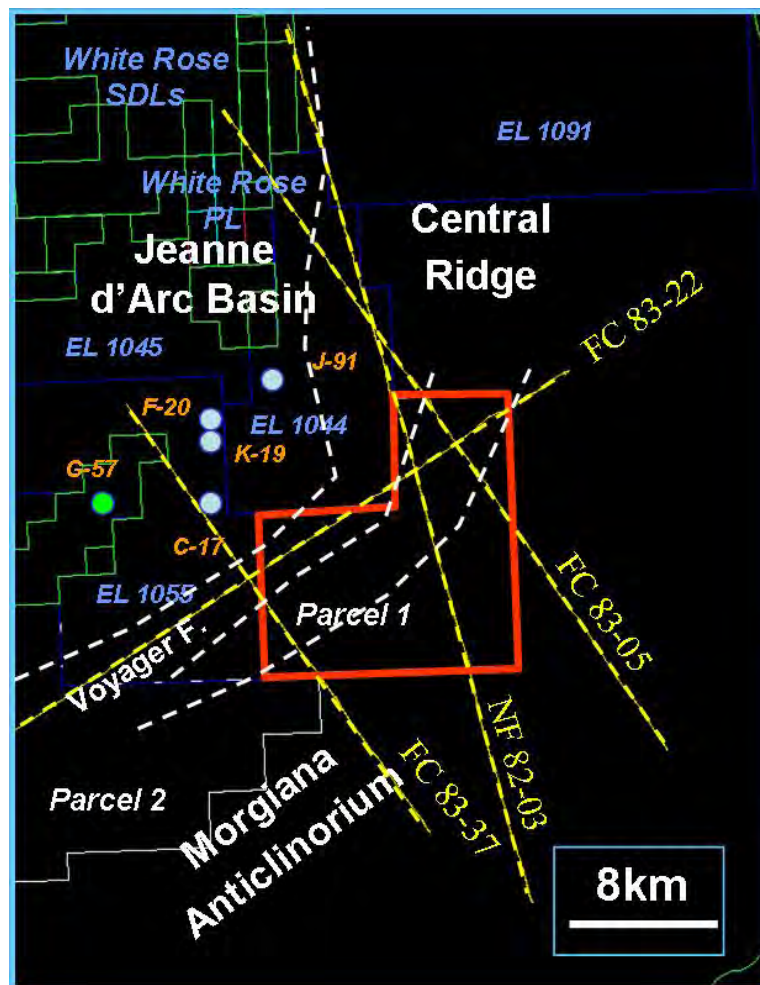 White Rose
SDLs
EL 1091
White Rose
PL
Central
Ridge
Jeanne
d'Arc Basin
FC 83-22
EL 1045
J-91
F-20
EL 1044
K-19
G-57
C-17
FC 83-05
EL 1055
Parcel 1
Voyager F.
NF 82-03
FC 83-37
Parcel 2
Morgiana
Anticlinorium
8km